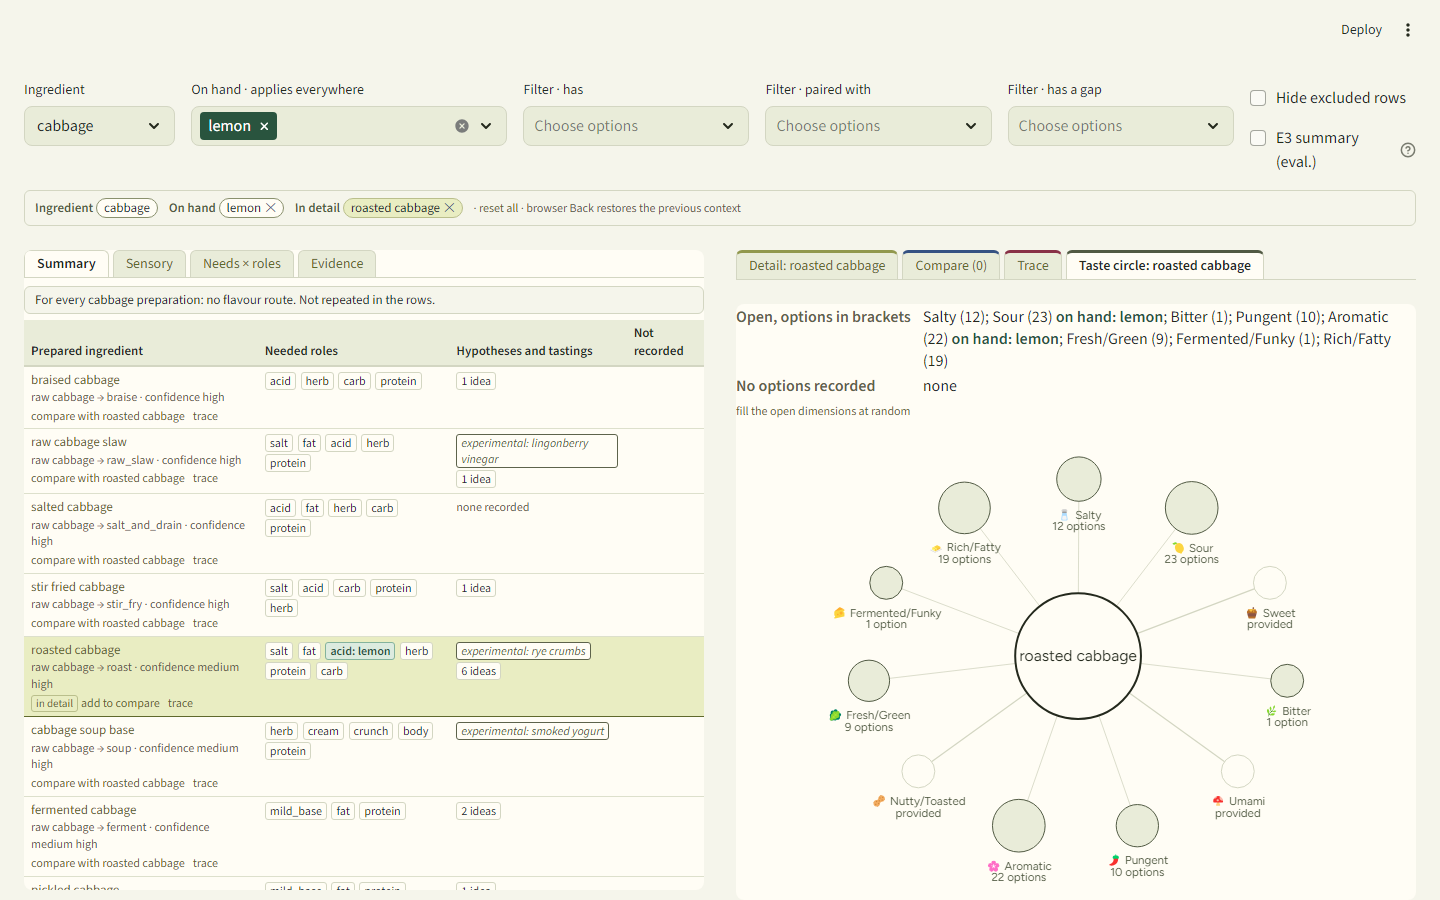 Deploy
Ingredient
On hand · applies everywhere
Filter · has
Filter · paired with
Filter · has a gap
cabbage
lemon
Choose options
Choose options
Choose options
Hide excluded rows
E3 summary
(eval.)
Ingredient cabbage On hand lemon In detail roasted cabbage · reset all · browser Back restores the previous context
Summary
Sensory
Needs × roles
Evidence
For every cabbage preparation: no flavour route. Not repeated in the rows.
Prepared ingredient
Needed roles
Hypotheses and tastings
Not
recorded
braised cabbage
raw cabbage → braise · confidence high
compare with roasted cabbage trace
acid herb carb protein
1 idea
raw cabbage slaw
raw cabbage → raw_slaw · confidence high
compare with roasted cabbage trace
salt fat acid herb
protein
experimental: lingonberry
vinegar
1 idea
salted cabbage
raw cabbage → salt_and_drain · confidence
high
compare with roasted cabbage trace
acid fat herb carb
protein
none recorded
stir fried cabbage
raw cabbage → stir_fry · confidence high
compare with roasted cabbage trace
salt acid carb protein
herb
1 idea
roasted cabbage
raw cabbage → roast · confidence medium
high
in detail add to compare trace
salt fat acid: lemon herb
protein carb
experimental: rye crumbs
6 ideas
cabbage soup base
raw cabbage → soup · confidence medium
high
compare with roasted cabbage trace
herb cream crunch body
protein
experimental: smoked yogurt
fermented cabbage
raw cabbage → ferment · confidence
medium high
compare with roasted cabbage trace
mild_base fat protein
2 ideas
pickled cabbage
mild_base fat protein
1 idea
Detail: roasted cabbage
Compare (0)
Trace
Taste circle: roasted cabbage
Open, options in brackets
Salty (12); Sour (23) on hand: lemon; Bitter (1); Pungent (10); Aromatic
(22) on hand: lemon; Fresh/Green (9); Fermented/Funky (1); Rich/Fatty
(19)
No options recorded
none
fill the open dimensions at random
Salty
12 options
Sour
23 options
Sweet
provided
Bitter
1 option
Umami
provided
Pungent
10 options
Aromatic
22 options
Nutty/Toasted
provided
Fresh/Green
9 options
Fermented/Funky
1 option
Rich/Fatty
19 options
roasted cabbage